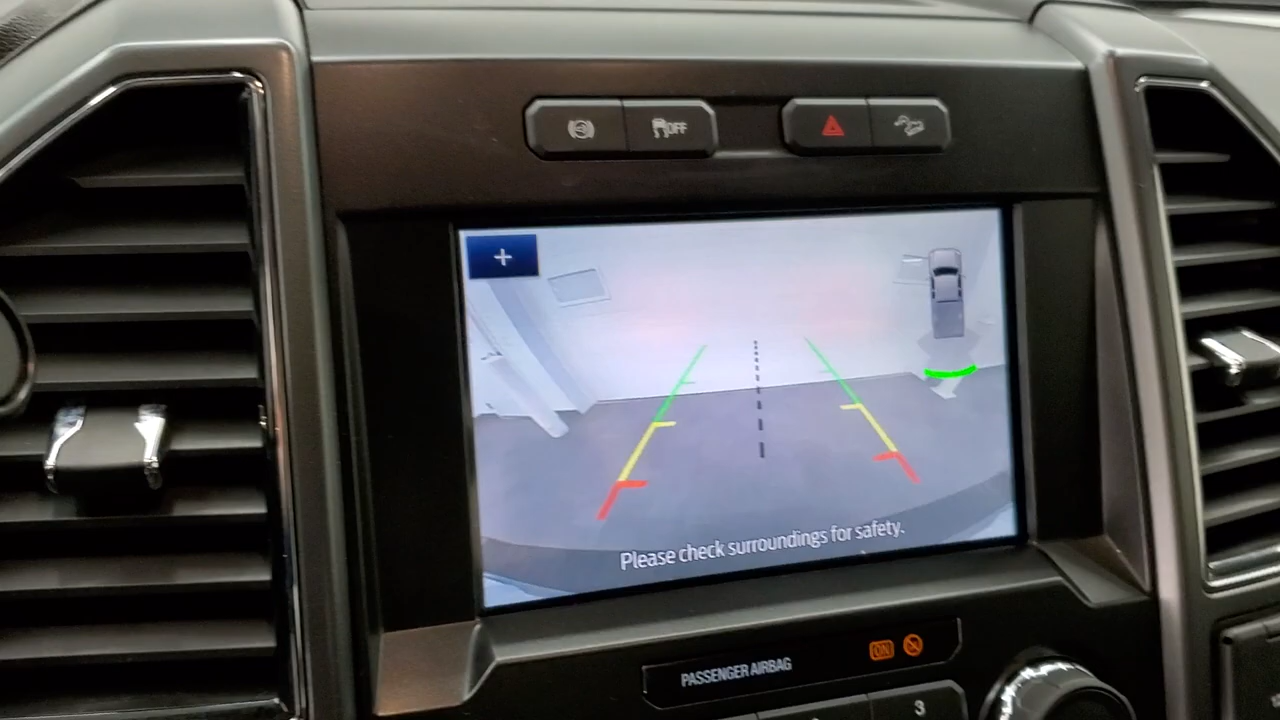 OFF
+
Please check surroundings for safety.
PASSENGER AIRBAG
ON
3